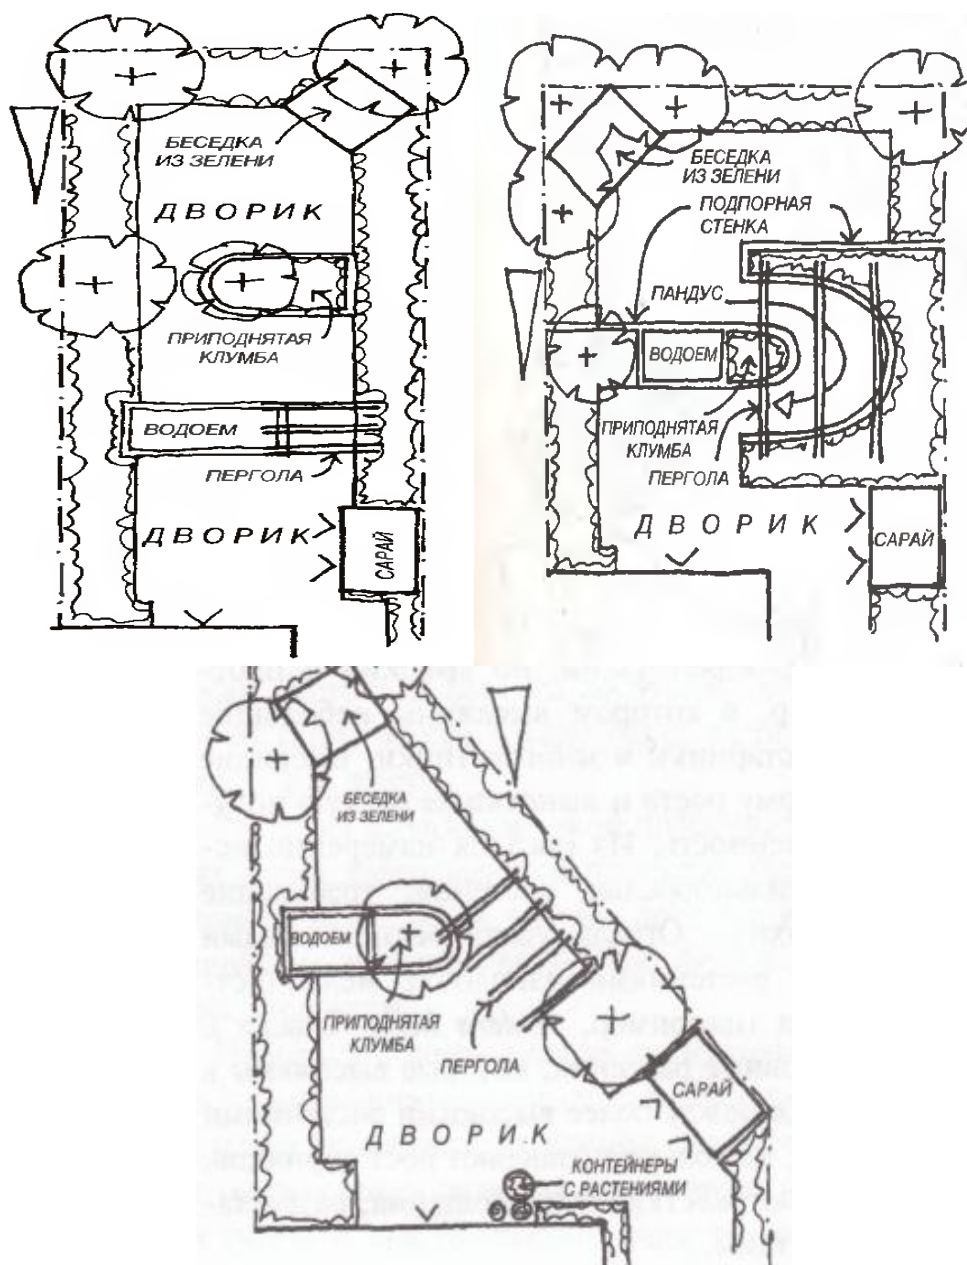 БЕСЕДКА
ИЗ ЗЕЛЕНИ
ДВОРИК
ПРИПОДНЯТАЯ
КЛУМБА
ВОДОЕМ
ПЕРГОЛА
ДВОРИК
САРАЙ
БЕСЕДКА
ИЗ ЗЕЛЕНИ
ПОДПОРНАЯ
СТЕНКА
ПАНДУС
ВОДОЕМ
ПРИПОДНЯТАЯ
КЛУМБА
ПЕРГОЛА
ДВОРИК
САРАЙ
БЕСЕДКА
ИЗ ЗЕЛЕНИ
ВОДОЕМ
ПРИПОДНЯТАЯ
КЛУМБА
ПЕРГОЛА
САРАЙ
ДВОРИК
КОНТЕЙНЕРЫ
С РАСТЕНИЯМИ